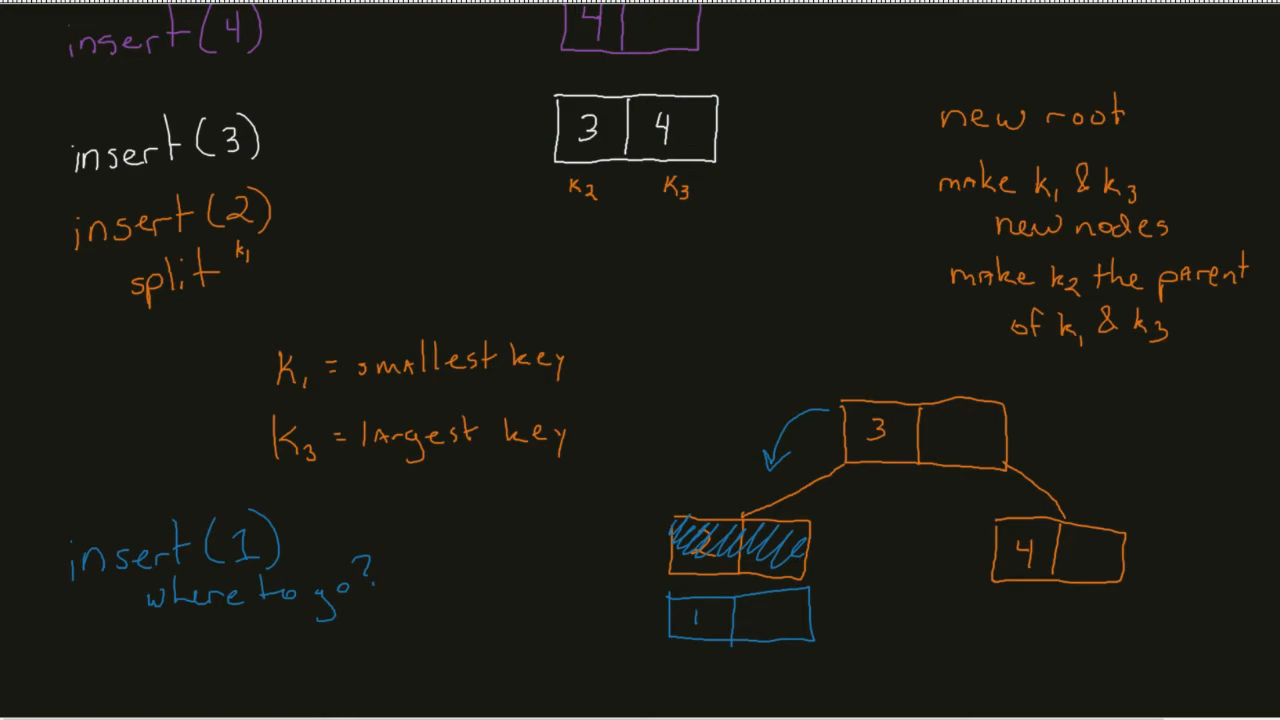 insert(4)
4
insert(3)
3 4
K2 K3
insert(2)
split k1
new root
make k1 & k3
new nodes
make k2 the parent
of k1 & k3
K1 = smallest key
K3 = largest key
3
4
insert(1)
where to go?
1